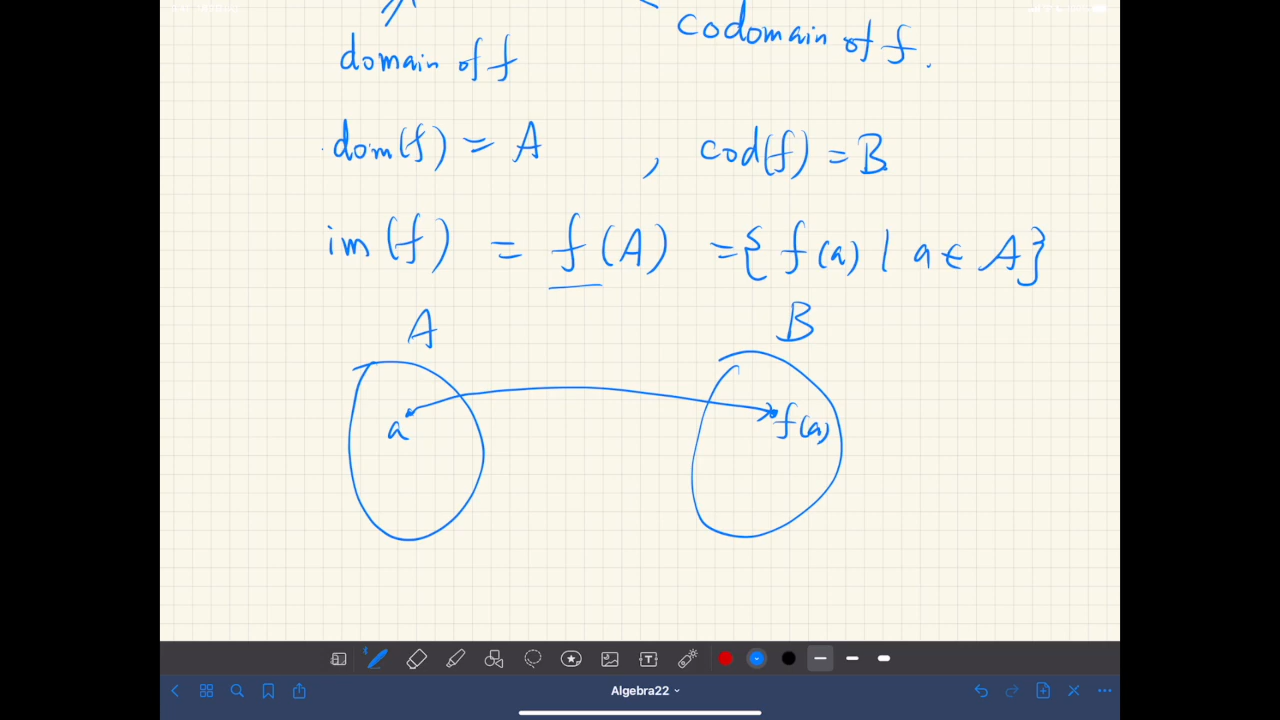 codomain of f.
domain of f
dom(f) = A , cod(f) = B
im(f) = f(A) = { f(a) | a ∈ A }
A B
a f(a)
Algebra22